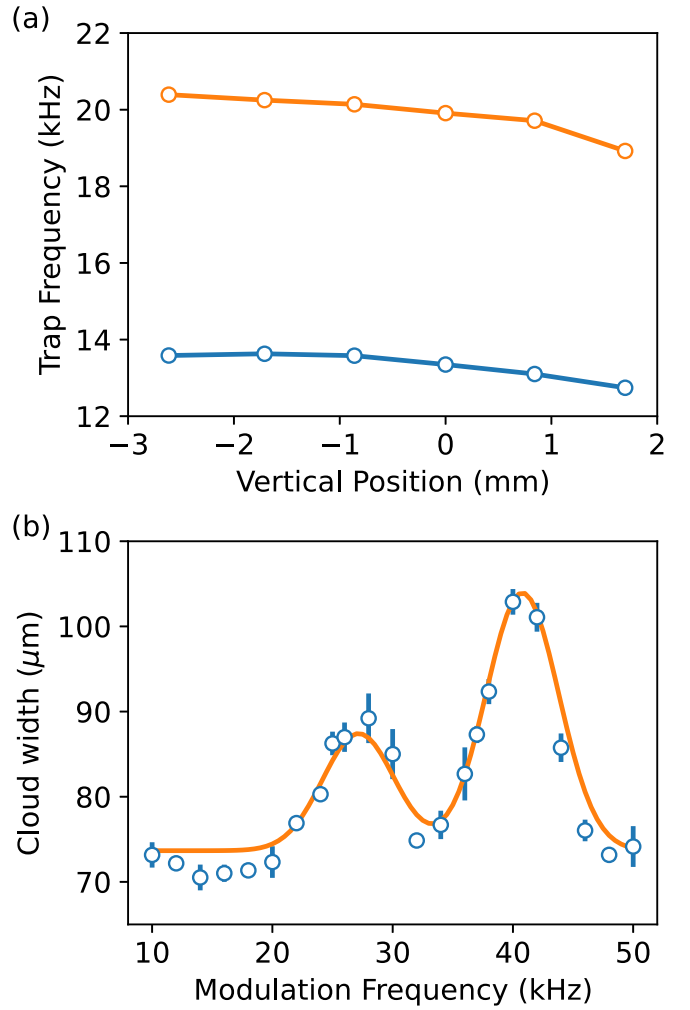 (a)
22
20
18
16
14
12
Trap Frequency (kHz)
−3 −2 −1 0 1 2
Vertical Position (mm)
(b)
110
100
90
80
70
Cloud width (μm)
10 20 30 40 50
Modulation Frequency (kHz)